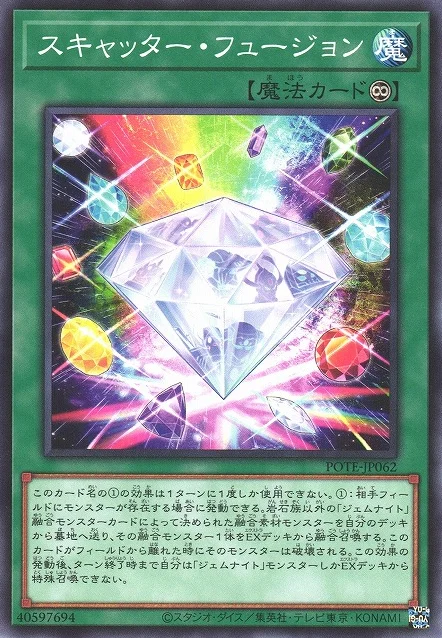 スキャッター・フュージョン 魔
【魔法カード∞】
POTE-JP062
このカード名の①の効果は1ターンに1度しか使用できない。①：相手フィー
ルドにモンスターが存在する場合に発動できる。岩石族以外の「ジェムナイト」
融合モンスターカードによって決められた融合素材モンスターを自分のデッキ
から墓地へ送り、その融合モンスター1体をEXデッキから融合召喚する。この
カードがフィールドから離れた時にそのモンスターは破壊される。この効果の
発動後、ターン終了時まで自分は「ジェムナイト」モンスターしかEXデッキから
特殊召喚できない。
40597694 ©スタジオ・ダイス／集英社・テレビ東京・KONAMI